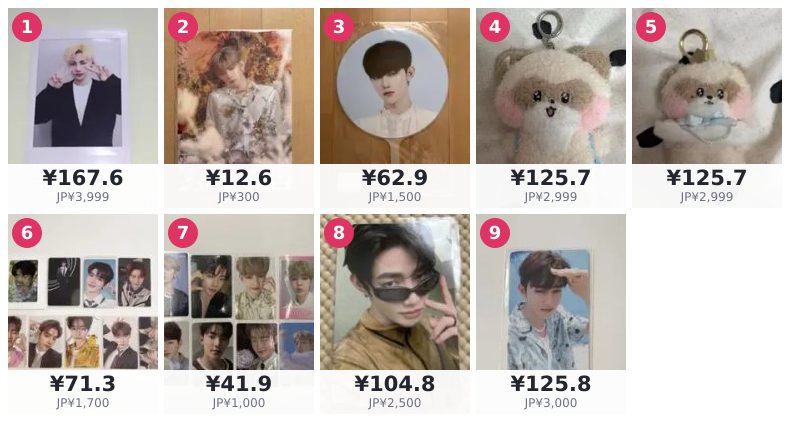 1
2
3
4
5
¥167.6
JP¥3,999
¥12.6
JP¥300
¥62.9
JP¥1,500
¥125.7
JP¥2,999
¥125.7
JP¥2,999
6
7
8
9
¥71.3
JP¥1,700
¥41.9
JP¥1,000
¥104.8
JP¥2,500
¥125.8
JP¥3,000